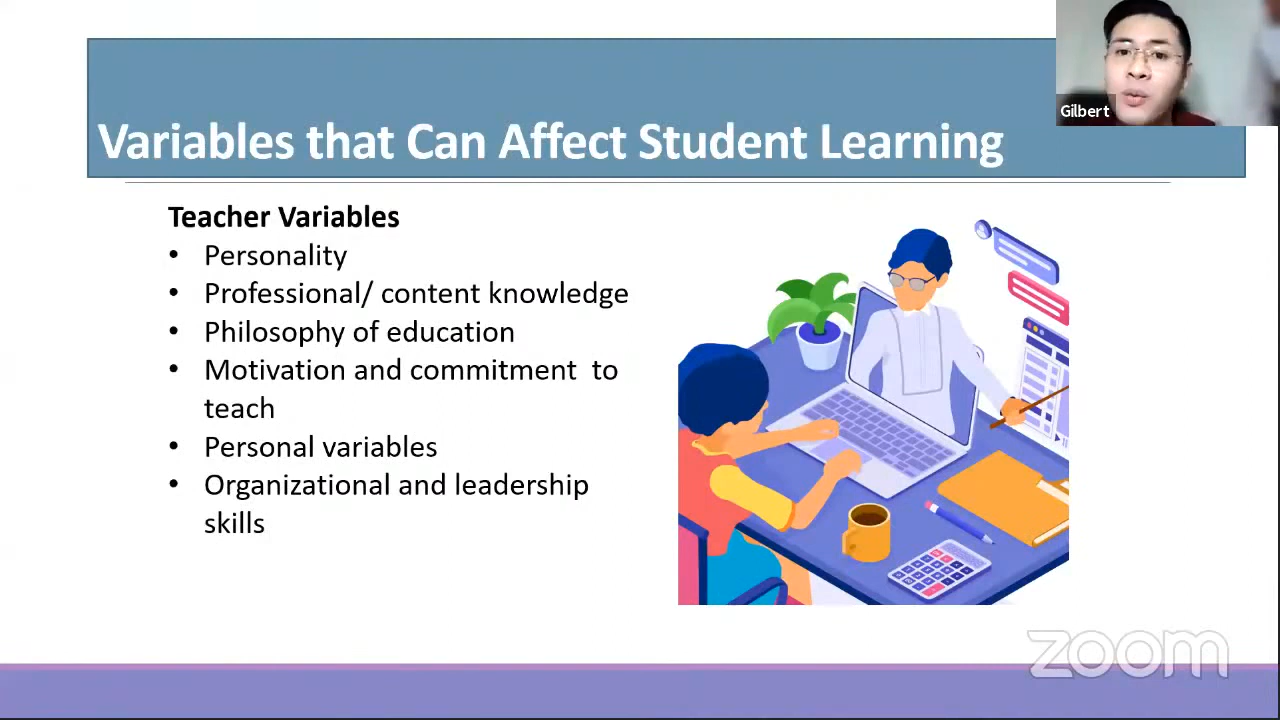 Gilbert
Variables that Can Affect Student Learning
Teacher Variables
• Personality
• Professional/ content knowledge
• Philosophy of education
• Motivation and commitment  to
teach
• Personal variables
• Organizational and leadership
skills
zoom